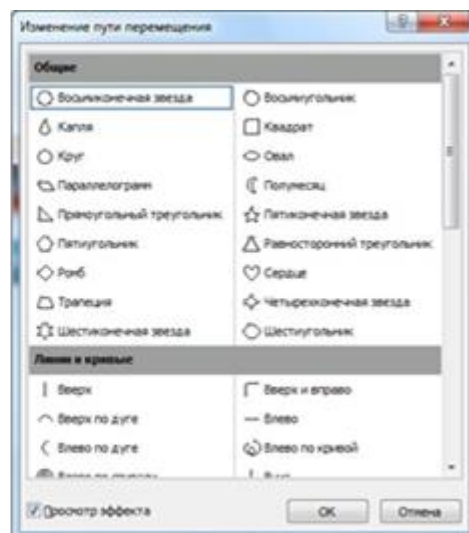 Изменение пути перемещения
Общие
Восьмиконечная звезда Восьмиугольник
Капля Квадрат
Круг Овал
Параллелограмм Полумесяц
Прямоугольный треугольник Пятиконечная звезда
Пятиугольник Равносторонний треугольник
Ромб Сердце
Трапеция Четырехконечная звезда
Шестиконечная звезда Шестиугольник
Линии и кривые
Вверх Вверх и вправо
Вверх по дуге Влево
Влево по дуге Влево по кривой
Просмотр эффекта OK Отмена